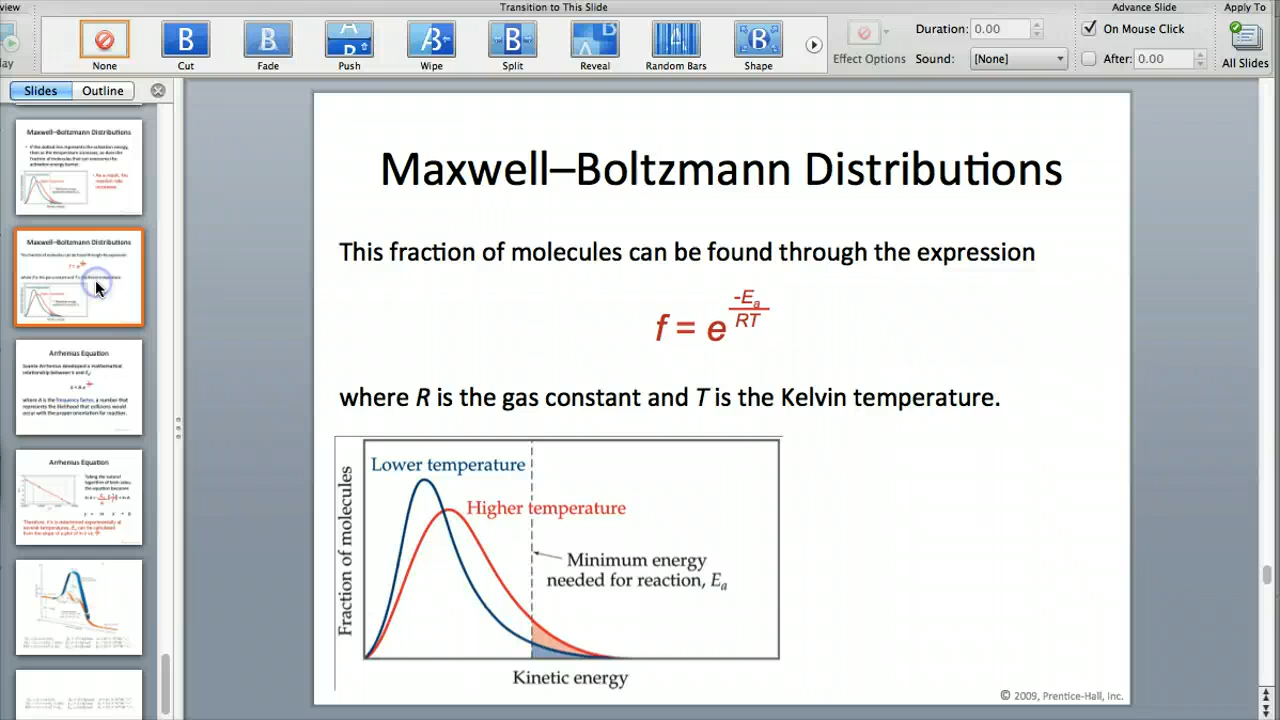 view
Transition to This Slide
Advance Slide
Apply To
lay
None
Cut
Fade
Push
Wipe
Split
Reveal
Random Bars
Shape
Effect Options
Duration: 0.00
Sound: [None]
On Mouse Click
After: 0.00
All Slides
Slides
Outline
Maxwell–Boltzmann Distributions
Maxwell–Boltzmann Distributions
Arrhenius Equation
Arrhenius Equation
Maxwell–Boltzmann Distributions
This fraction of molecules can be found through the expression
f = e^(-Ea/RT)
where R is the gas constant and T is the Kelvin temperature.
Fraction of molecules
Lower temperature
Higher temperature
Minimum energy
needed for reaction, Ea
Kinetic energy
© 2009, Prentice-Hall, Inc.